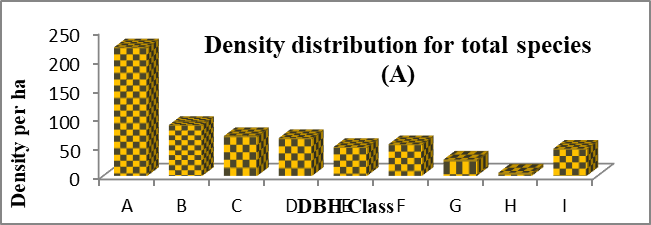 Density distribution for total species
(A)
Density per ha
250
200
150
100
50
0
A B C D E F G H I
DBH Class